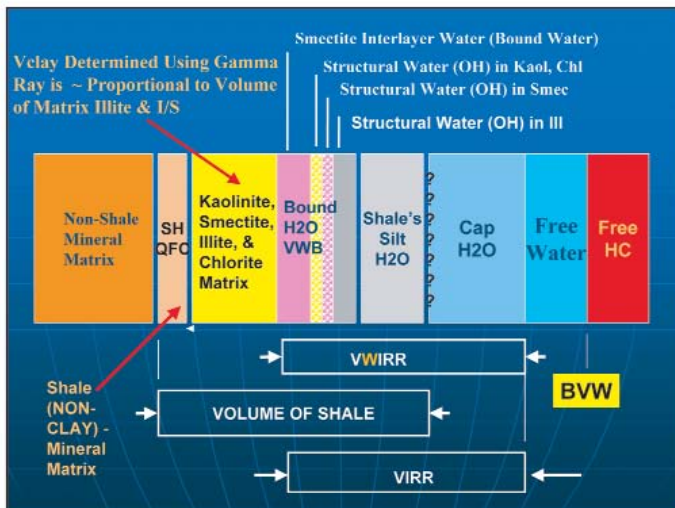 Smectite Interlayer Water (Bound Water)
Vclay Determined Using Gamma
Ray is ~ Proportional to Volume
of Matrix Illite & I/S
Structural Water (OH) in Kaol, Chl
Structural Water (OH) in Smec
Structural Water (OH) in Ill
Non-Shale
Mineral
Matrix
SH
QFC
Kaolinite,
Smectite,
Illite, &
Chlorite
Matrix
Bound
H2O
VWB
Shale's
Silt
H2O
?
?
?
?
?
?
?
?
Cap
H2O
Free
Water
Free
HC
VWIRR
BVW
Shale
(NON-
CLAY) -
Mineral
Matrix
VOLUME OF SHALE
VIRR